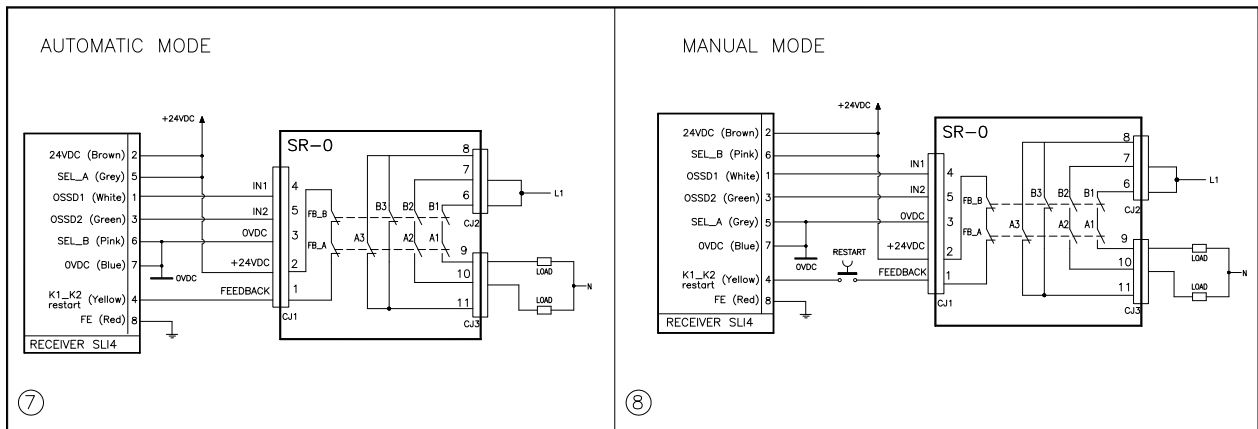 AUTOMATIC MODE
+24VDC
24VDC (Brown) 2
SEL_A (Grey) 5
OSSD1 (White) 1
OSSD2 (Green) 3
SEL_B (Pink) 6
0VDC (Blue) 7
K1_K2 restart (Yellow) 4
FE (Red) 8
RECEIVER SLI4
0VDC
IN1
IN2
0VDC
+24VDC
FEEDBACK
SR-0
4
5
3
2
1
CJ1
FB_B
FB_A
B3
B2
B1
A3
A2
A1
8
7
6
CJ2
9
10
11
CJ3
L1
LOAD
LOAD
N
7
MANUAL MODE
+24VDC
24VDC (Brown) 2
SEL_B (Pink) 6
OSSD1 (White) 1
OSSD2 (Green) 3
SEL_A (Grey) 5
0VDC (Blue) 7
K1_K2 restart (Yellow) 4
FE (Red) 8
RECEIVER SLI4
0VDC
RESTART
IN1
IN2
0VDC
+24VDC
FEEDBACK
SR-0
4
5
3
2
1
CJ1
FB_B
FB_A
B3
B2
B1
A3
A2
A1
8
7
6
CJ2
9
10
11
CJ3
L1
LOAD
LOAD
N
8